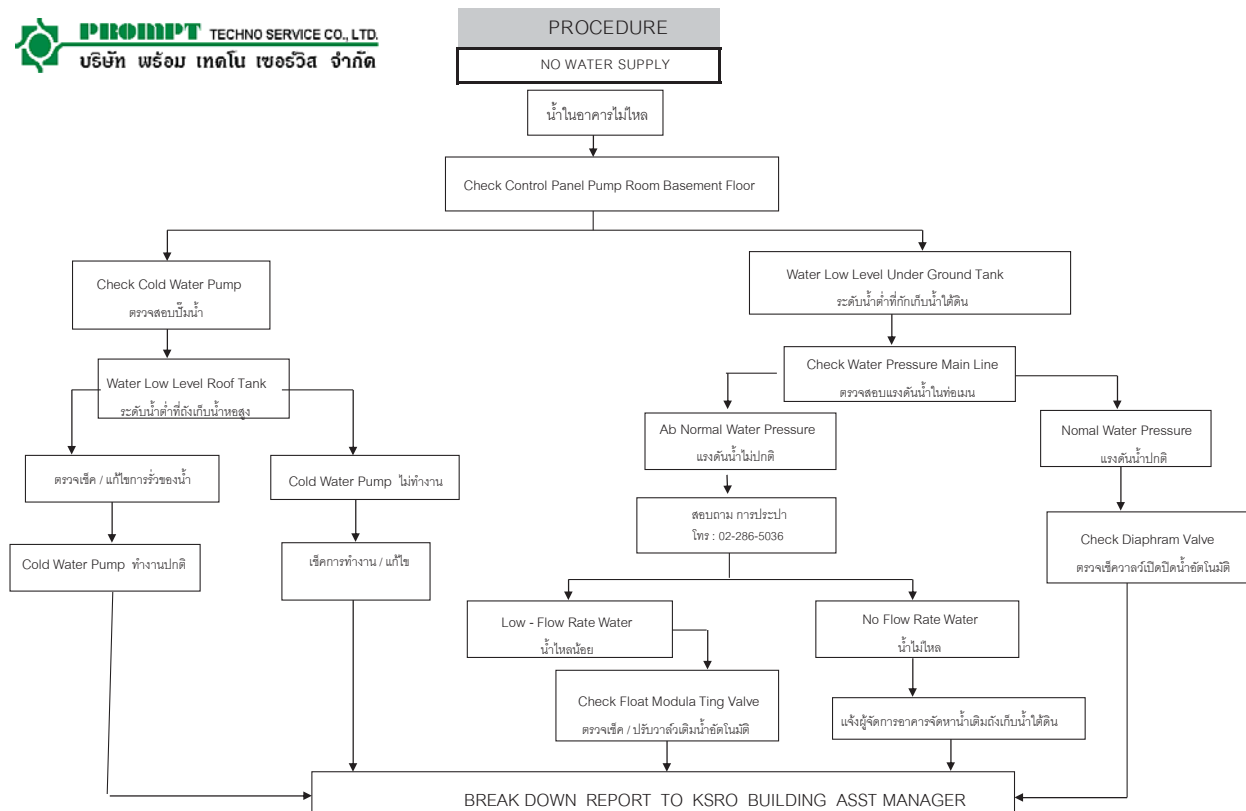 PROMPT TECHNO SERVICE CO., LTD.
บริษัท พร้อม เทคโน เซอร์วิส จำกัด
PROCEDURE
NO WATER SUPPLY
น้ำในอาคารไม่ไหล
Check Control Panel Pump Room Basement Floor
Check Cold Water Pump
ตรวจสอบปั๊มน้ำ
Water Low Level Under Ground Tank
ระดับน้ำต่ำที่กักเก็บน้ำใต้ดิน
Water Low Level Roof Tank
ระดับน้ำต่ำที่ถังเก็บน้ำหอสูง
Check Water Pressure Main Line
ตรวจสอบแรงดันน้ำในท่อเมน
ตรวจเช็ค / แก้ไขการรั่วของน้ำ
Cold Water Pump ไม่ทำงาน
Ab Normal Water Pressure
แรงดันน้ำไม่ปกติ
Nomal Water Pressure
แรงดันน้ำปกติ
Cold Water Pump ทำงานปกติ
เช็คการทำงาน / แก้ไข
สอบถาม การประปา
โทร : 02-286-5036
Check Diaphram Valve
ตรวจเช็ควาลว์เปิดปิดน้ำอัตโนมัติ
Low - Flow Rate Water
น้ำไหลน้อย
No Flow Rate Water
น้ำไม่ไหล
Check Float Modula Ting Valve
ตรวจเช็ค / ปรับวาล์วเติมน้ำอัตโนมัติ
แจ้งผู้จัดการอาคารจัดหาน้ำเติมถังเก็บน้ำใต้ดิน
BREAK DOWN REPORT TO KSRO BUILDING ASST MANAGER